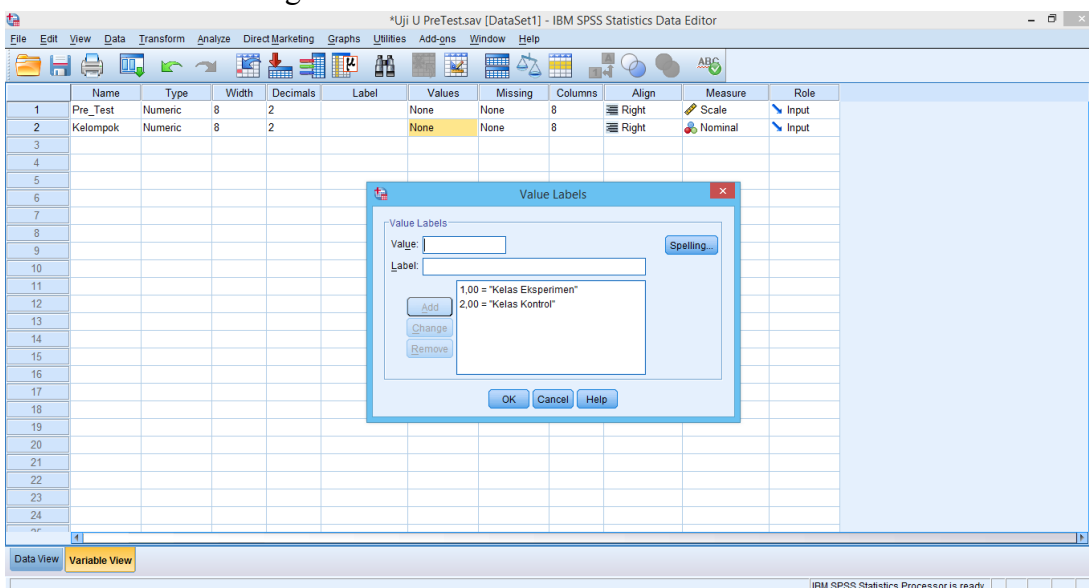 *Uji U PreTest.sav [DataSet1] - IBM SPSS Statistics Data Editor
File Edit View Data Transform Analyze Direct Marketing Graphs Utilities Add-ons Window Help
Name Type Width Decimals Label Values Missing Columns Align Measure Role
1 Pre_Test Numeric 8 2 None None 8 Right Scale Input
2 Kelompok Numeric 8 2 None None 8 Right Nominal Input
3
4
5
6
7
8
9
10
11
12
13
14
15
16
17
18
19
20
21
22
23
24
Value Labels
Value Labels
Value:
Spelling...
Label:
1,00 = "Kelas Eksperimen"
2,00 = "Kelas Kontrol"
Add
Change
Remove
OK Cancel Help
Data View Variable View
IBM SPSS Statistics Processor is ready